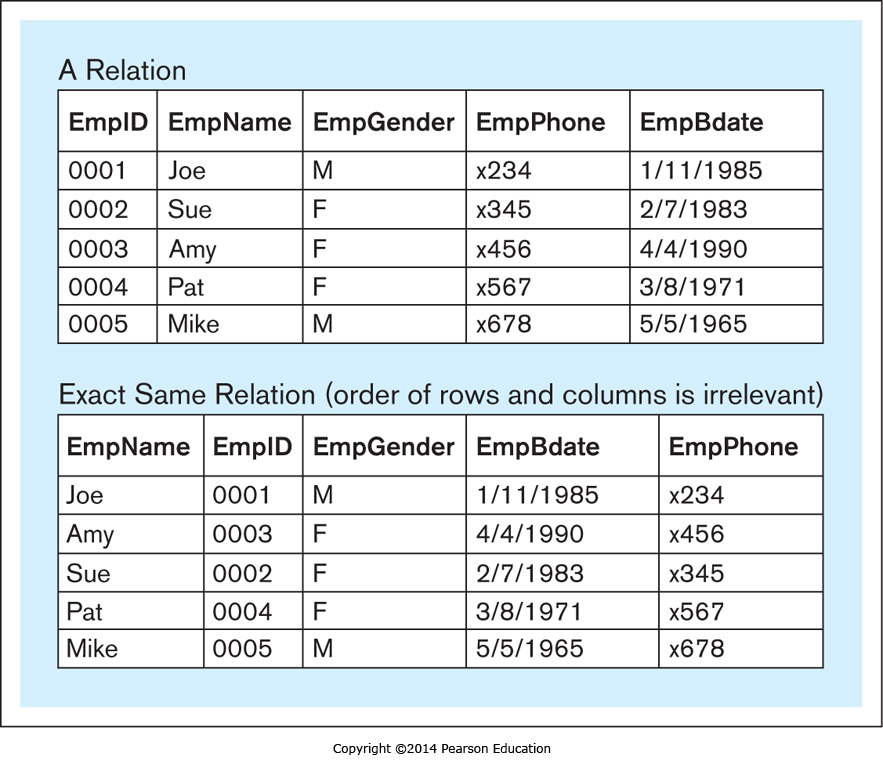 A Relation
EmpID EmpName EmpGender EmpPhone EmpBdate
0001 Joe M x234 1/11/1985
0002 Sue F x345 2/7/1983
0003 Amy F x456 4/4/1990
0004 Pat F x567 3/8/1971
0005 Mike M x678 5/5/1965
Exact Same Relation (order of rows and columns is irrelevant)
EmpName EmpID EmpGender EmpBdate EmpPhone
Joe 0001 M 1/11/1985 x234
Amy 0003 F 4/4/1990 x456
Sue 0002 F 2/7/1983 x345
Pat 0004 F 3/8/1971 x567
Mike 0005 M 5/5/1965 x678
Copyright ©2014 Pearson Education